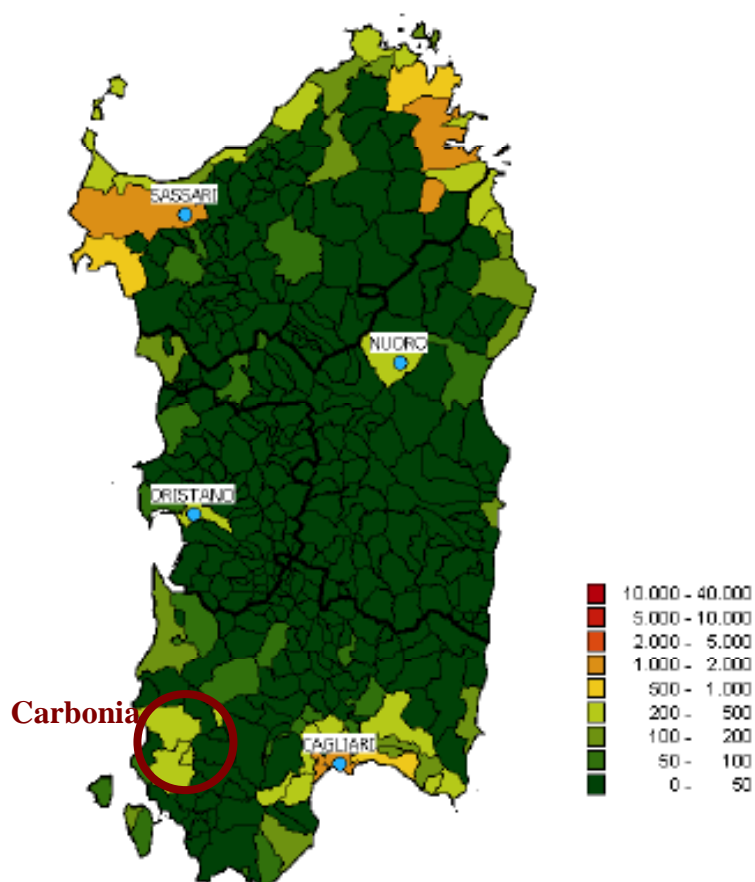 SASSARI
NUORO
ORISTANO
Carbonia
CAGLIARI
10.000 - 40.000
5.000 - 10.000
2.000 - 5.000
1.000 - 2.000
500 - 1.000
200 - 500
100 - 200
50 - 100
0 - 50